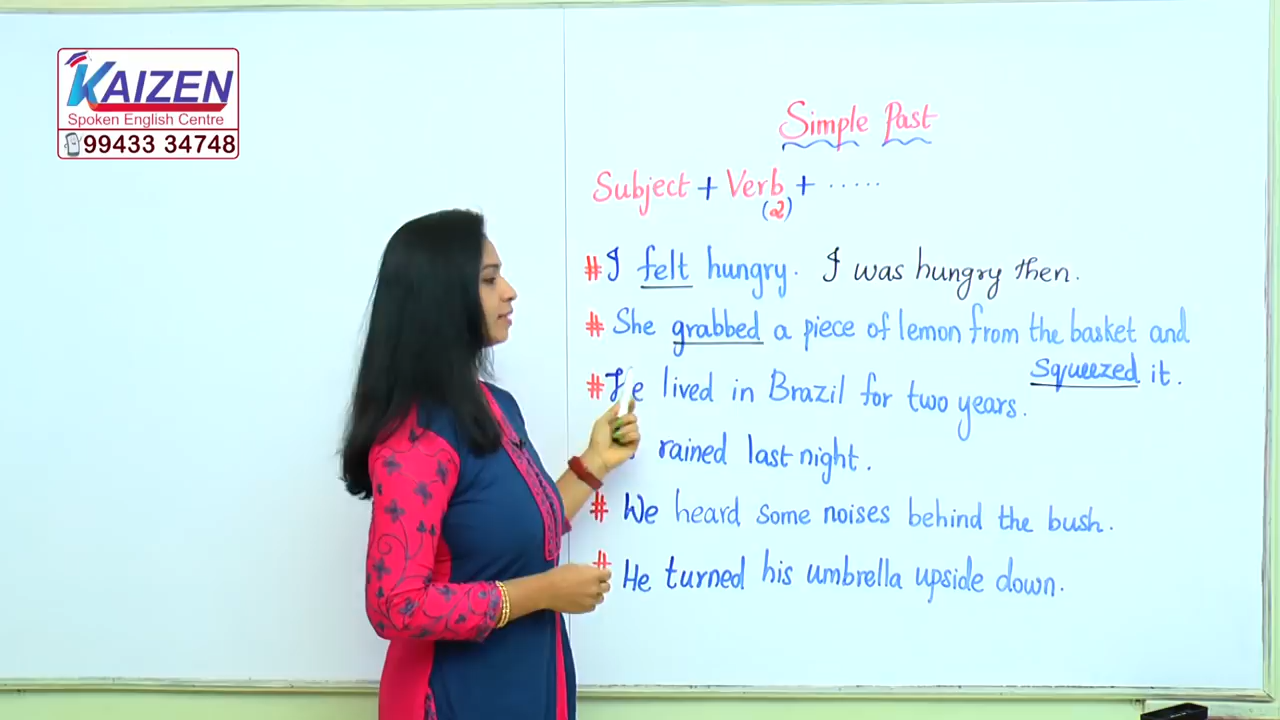 KAIZEN
Spoken English Centre
99433 34748
Simple Past
Subject + Verb + .....
(2)
# I felt hungry. I was hungry then.
# She grabbed a piece of lemon from the basket and
squeezed it.
# He lived in Brazil for two years.
rained last night.
# We heard some noises behind the bush.
# He turned his umbrella upside down.